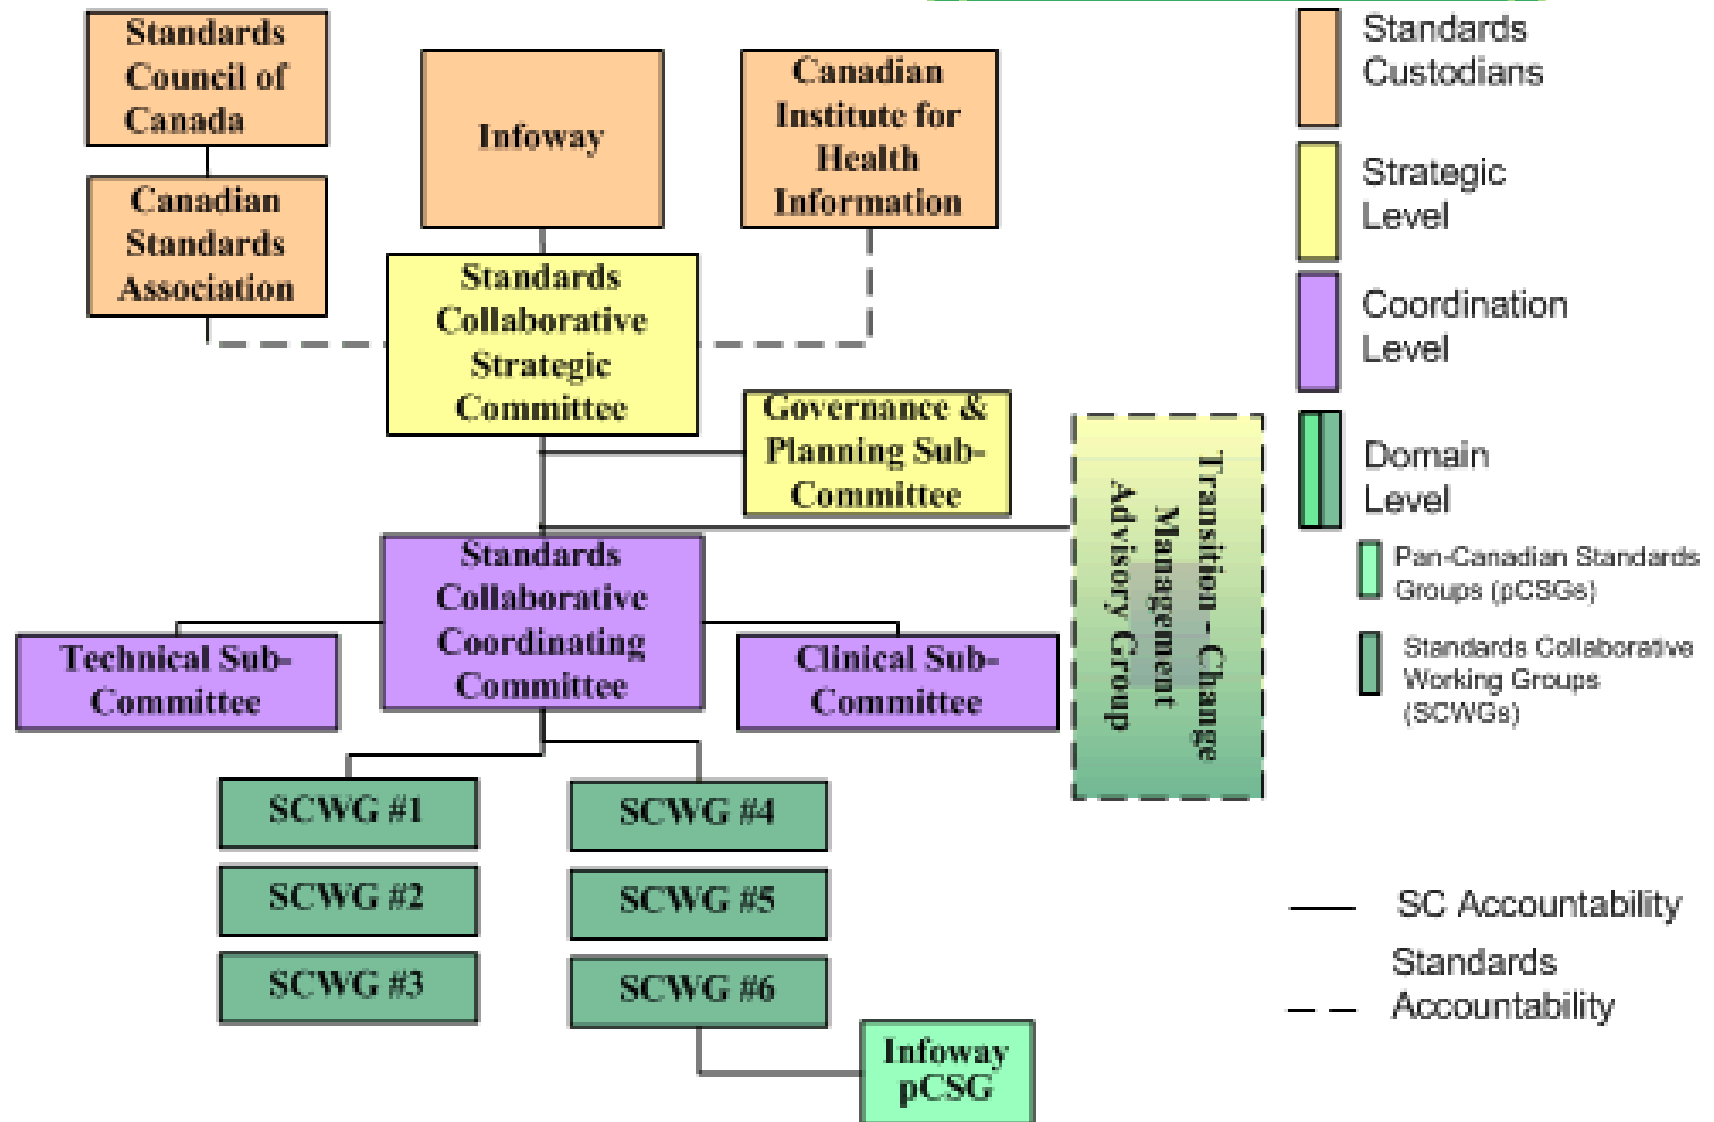 Standards
Council of
Canada
Infoway
Canadian
Institute for
Health
Information
Canadian
Standards
Association
Standards
Collaborative
Strategic
Committee
Governance &
Planning Sub-
Committee
Transition - Change
Management
Advisory Group
Standards
Collaborative
Coordinating
Committee
Technical Sub-
Committee
Clinical Sub-
Committee
SCWG #1
SCWG #2
SCWG #3
SCWG #4
SCWG #5
SCWG #6
Infoway
pCSG
Standards
Custodians
Strategic
Level
Coordination
Level
Domain
Level
Pan-Canadian Standards
Groups (pCSGs)
Standards Collaborative
Working Groups
(SCWGs)
SC Accountability
Standards
Accountability